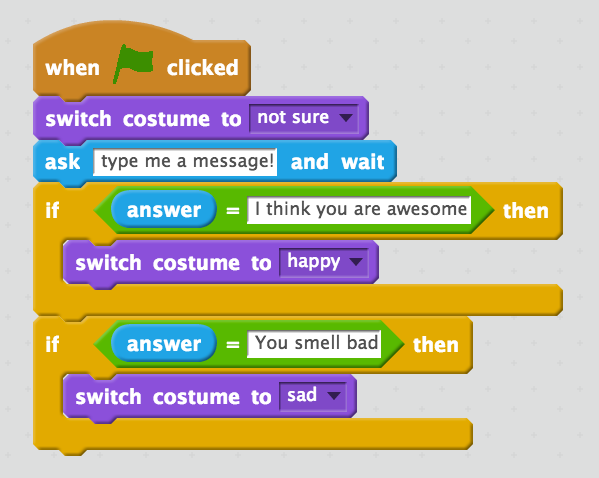 when clicked
switch costume to not sure
ask type me a message! and wait
if answer = I think you are awesome then
switch costume to happy
if answer = You smell bad then
switch costume to sad